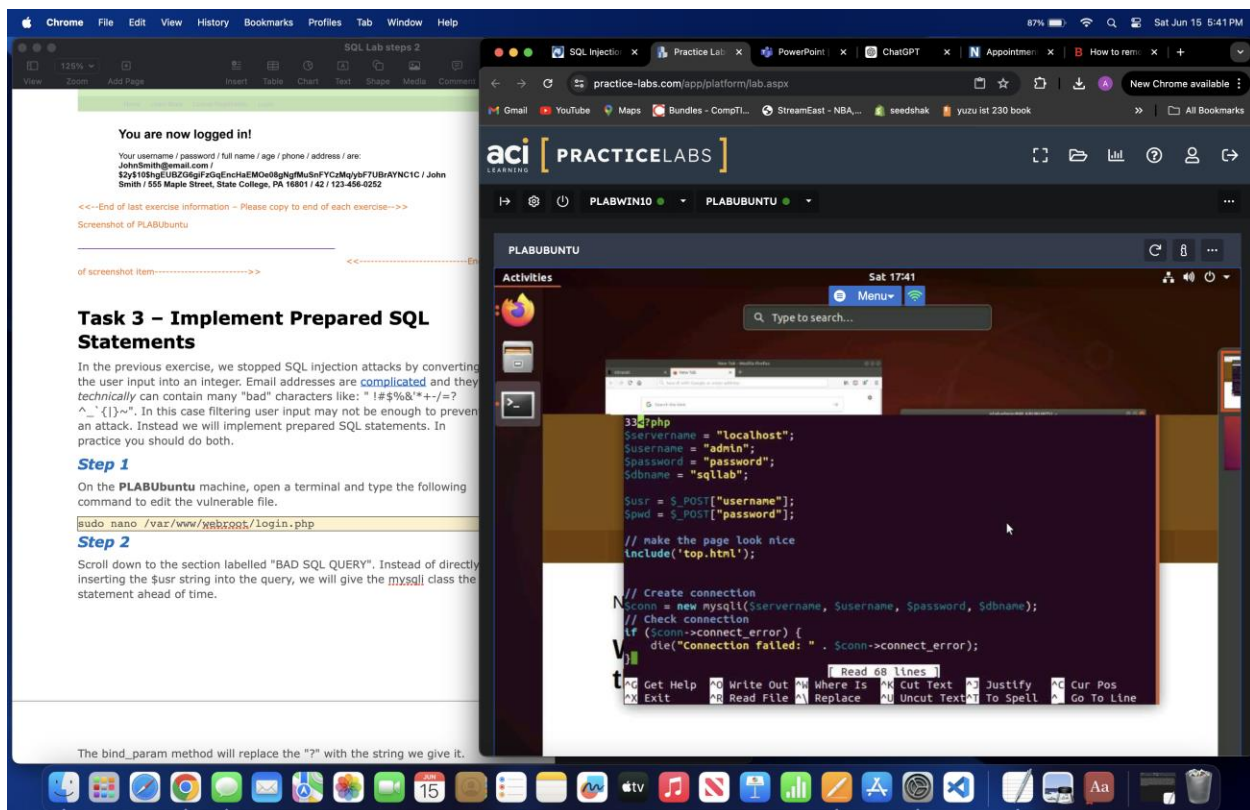 Chrome File Edit View History Bookmarks Profiles Tab Window Help
87% Sat Jun 15 5:41 PM
SQL Lab steps 2
125%
View Zoom Add Page Insert Table Chart Text Shape Media Comment
You are now logged in!
Your username / password / full name / age / phone / address / are:
JohnSmith@email.com /
$2y$10$hgEUBZG6giFzGqEncHaEMOe08gNgfMuSnFYCzMq/ybF7UBrAYNC1C / John
Smith / 555 Maple Street, State College, PA 16801 / 42 / 123-456-0252
<<--End of last exercise information – Please copy to end of each exercise-->>
Screenshot of PLABUbuntu
<<--------------------------------En
of screenshot item-------------------------->>
Task 3 – Implement Prepared SQL
Statements
In the previous exercise, we stopped SQL injection attacks by converting
the user input into an integer. Email addresses are complicated and they
technically can contain many "bad" characters like: " !#$%&'*+-/=?
^_`{|}~". In this case filtering user input may not be enough to preven
an attack. Instead we will implement prepared SQL statements. In
practice you should do both.
Step 1
On the PLABUbuntu machine, open a terminal and type the following
command to edit the vulnerable file.
sudo nano /var/www/webroot/login.php
Step 2
Scroll down to the section labelled "BAD SQL QUERY". Instead of directly
inserting the $usr string into the query, we will give the mysqli class the
statement ahead of time.
The bind_param method will replace the "?" with the string we give it.
SQL Injectio Practice Lab PowerPoint ChatGPT Appointmen How to rem
practice-labs.com/app/platform/lab.aspx
New Chrome available
Gmail YouTube Maps Bundles - CompTI... StreamEast - NBA,... seedshak yuzu ist 230 book
All Bookmarks
aci LEARNING [ PRACTICELABS ]
PLABWIN10 PLABUBUNTU
PLABUBUNTU
Activities Sat 17:41
Menu
Type to search...
33<?php
$servername = "localhost";
$username = "admin";
$password = "password";
$dbname = "sqllab";
$usr = $_POST["username"];
$pwd = $_POST["password"];
// make the page look nice
include('top.html');
// Create connection
$conn = new mysqli($servername, $username, $password, $dbname);
// Check connection
if ($conn->connect_error) {
die("Connection failed: " . $conn->connect_error);
}
[ Read 68 lines ]
^G Get Help ^O Write Out ^W Where Is ^K Cut Text ^J Justify ^C Cur Pos
^X Exit ^R Read File ^\ Replace ^U Uncut Text ^T To Spell ^_ Go To Line
JUN
15
tv
Aa